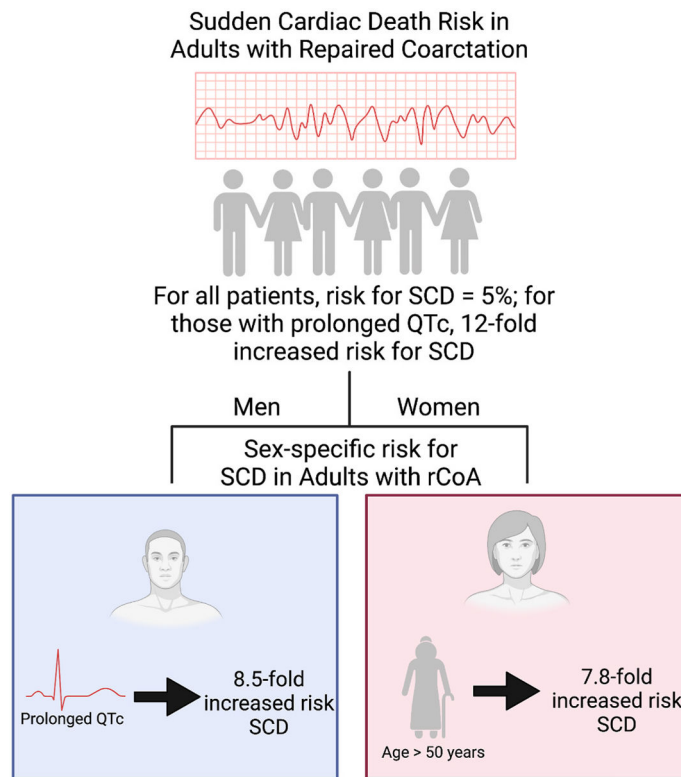 Sudden Cardiac Death Risk in
Adults with Repaired Coarctation
For all patients, risk for SCD = 5%; for
those with prolonged QTc, 12-fold
increased risk for SCD
Men
Women
Sex-specific risk for
SCD in Adults with rCoA
Prolonged QTc
8.5-fold
increased risk
SCD
Age > 50 years
7.8-fold
increased risk
SCD